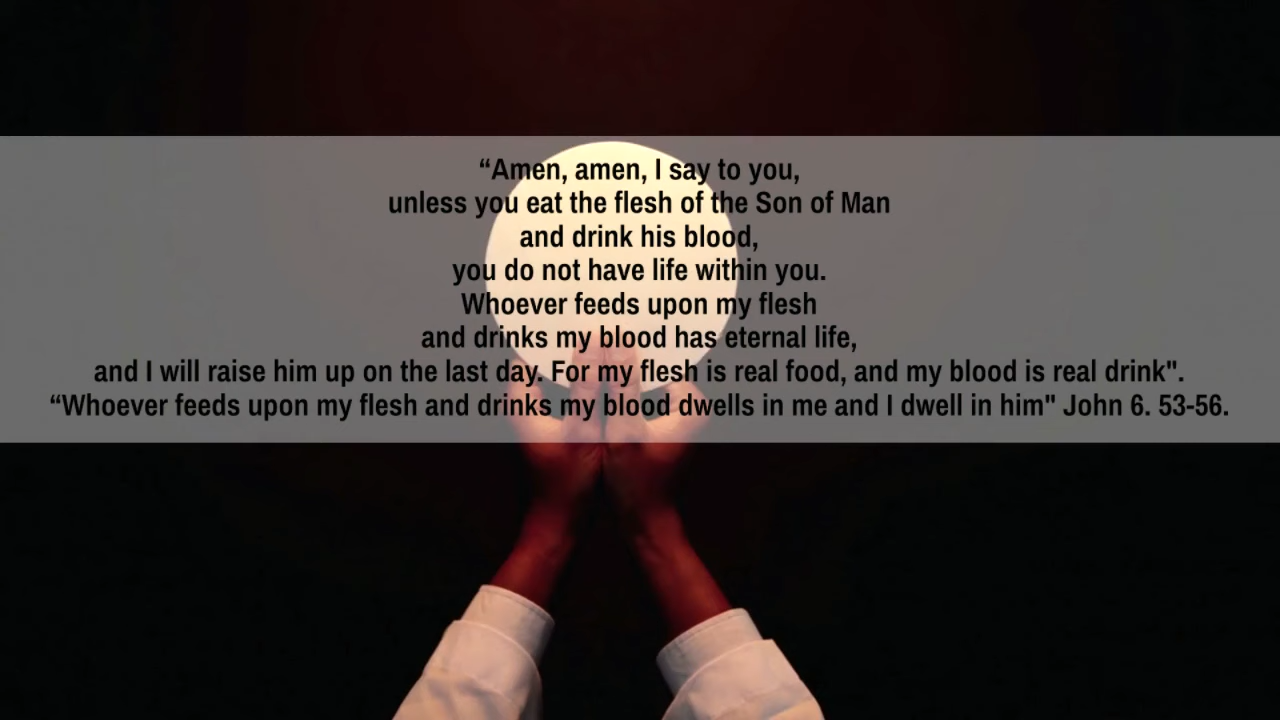 “Amen, amen, I say to you,
unless you eat the flesh of the Son of Man
and drink his blood,
you do not have life within you.
Whoever feeds upon my flesh
and drinks my blood has eternal life,
and I will raise him up on the last day. For my flesh is real food, and my blood is real drink".
“Whoever feeds upon my flesh and drinks my blood dwells in me and I dwell in him" John 6. 53-56.